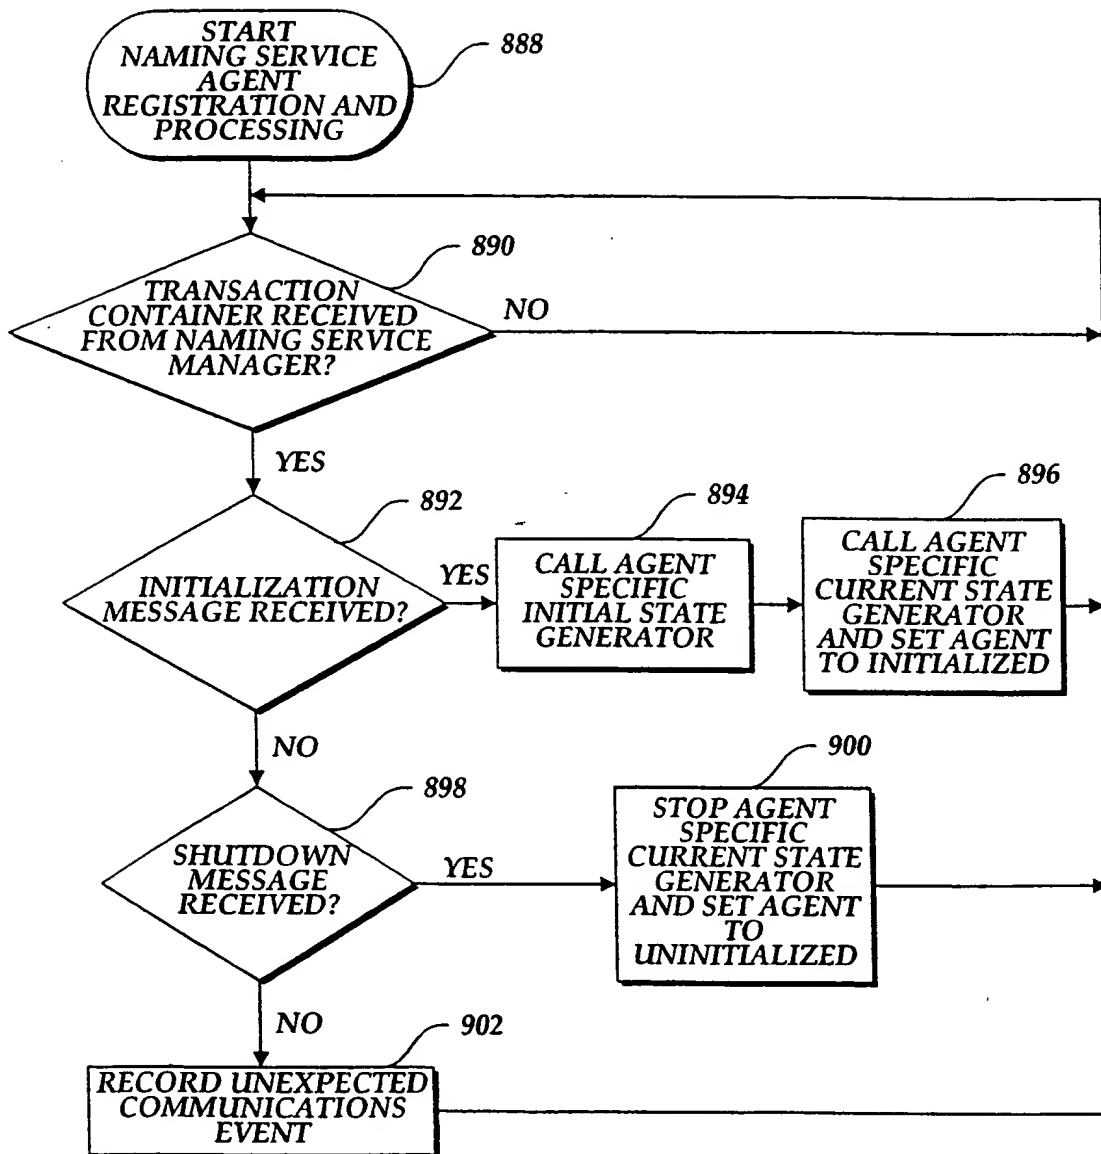 START
NAMING SERVICE
AGENT
REGISTRATION AND
PROCESSING
888
890
TRANSACTION
CONTAINER RECEIVED
FROM NAMING SERVICE
MANAGER?
NO
YES
892
INITIALIZATION
MESSAGE RECEIVED?
YES
894
CALL AGENT
SPECIFIC
INITIAL STATE
GENERATOR
896
CALL AGENT
SPECIFIC
CURRENT STATE
GENERATOR
AND SET AGENT
TO INITIALIZED
NO
898
SHUTDOWN
MESSAGE
RECEIVED?
YES
900
STOP AGENT
SPECIFIC
CURRENT STATE
GENERATOR
AND SET AGENT
TO
UNINITIALIZED
NO
902
RECORD UNEXPECTED
COMMUNICATIONS
EVENT